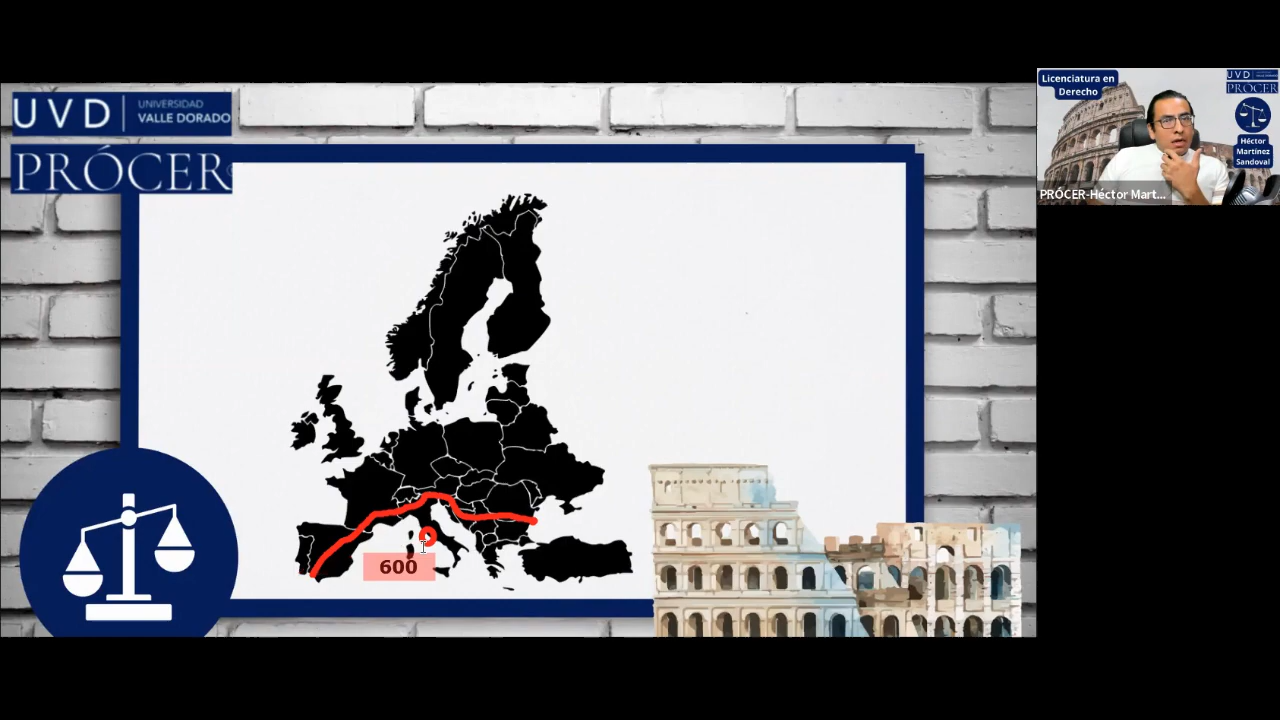 UVD
UNIVERSIDAD
VALLE DORADO
PRÓCER
600
Licenciatura en
Derecho
UVD
PRÓCER
Héctor
Martínez
Sandoval
PRÓCER-Héctor Mart...